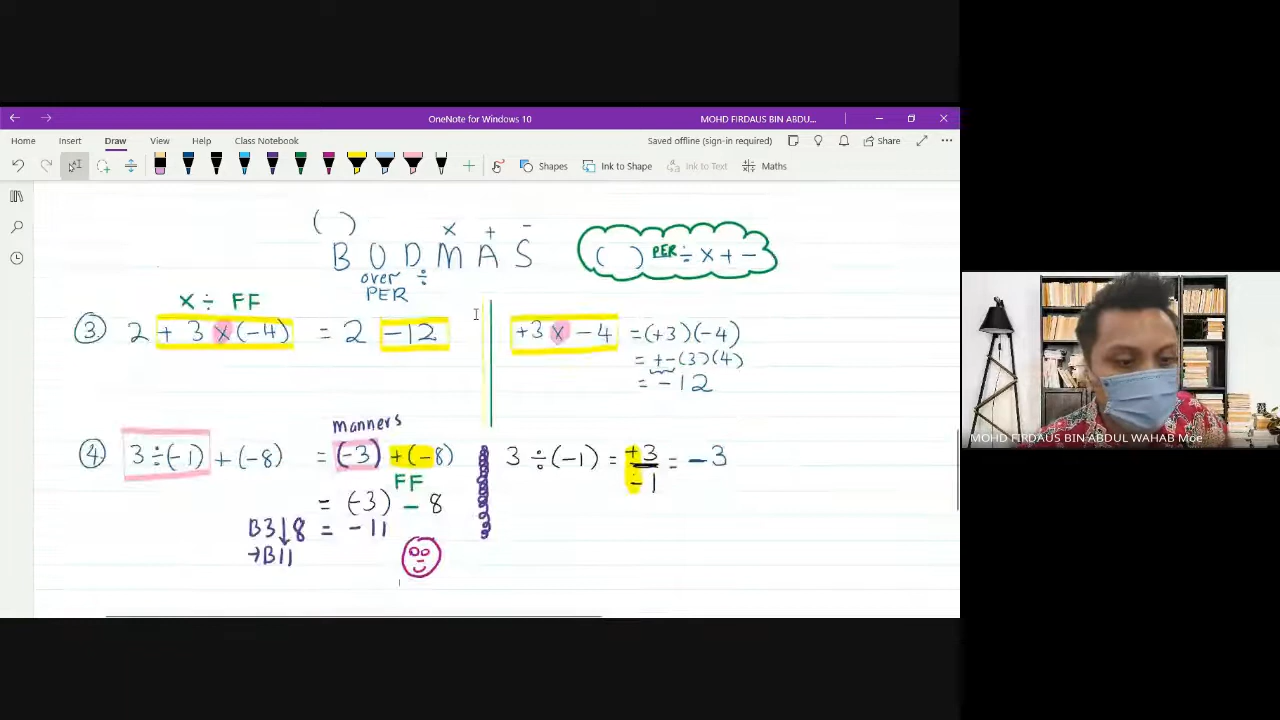 OneNote for Windows 10
MOHD FIRDAUS BIN ABDU...
Home Insert Draw View Help Class Notebook
Saved offline (sign-in required) Share
Shapes Ink to Shape Ink to Text Maths
( ) × + −
B O D M A S
over ÷
PER
( ) PER ÷ × + −
× ÷ FF
③ 2 + 3 × (−4) = 2 −12
+3 × −4 = (+3)(−4)
= +−(3)(4)
= −12
manners
④ 3 ÷ (−1) + (−8) = (−3) + (−8)
FF
= (−3) − 8
B3↓8 = −11
→B11
3 ÷ (−1) = +3/−1 = −3
MOHD FIRDAUS BIN ABDUL WAHAB Moe